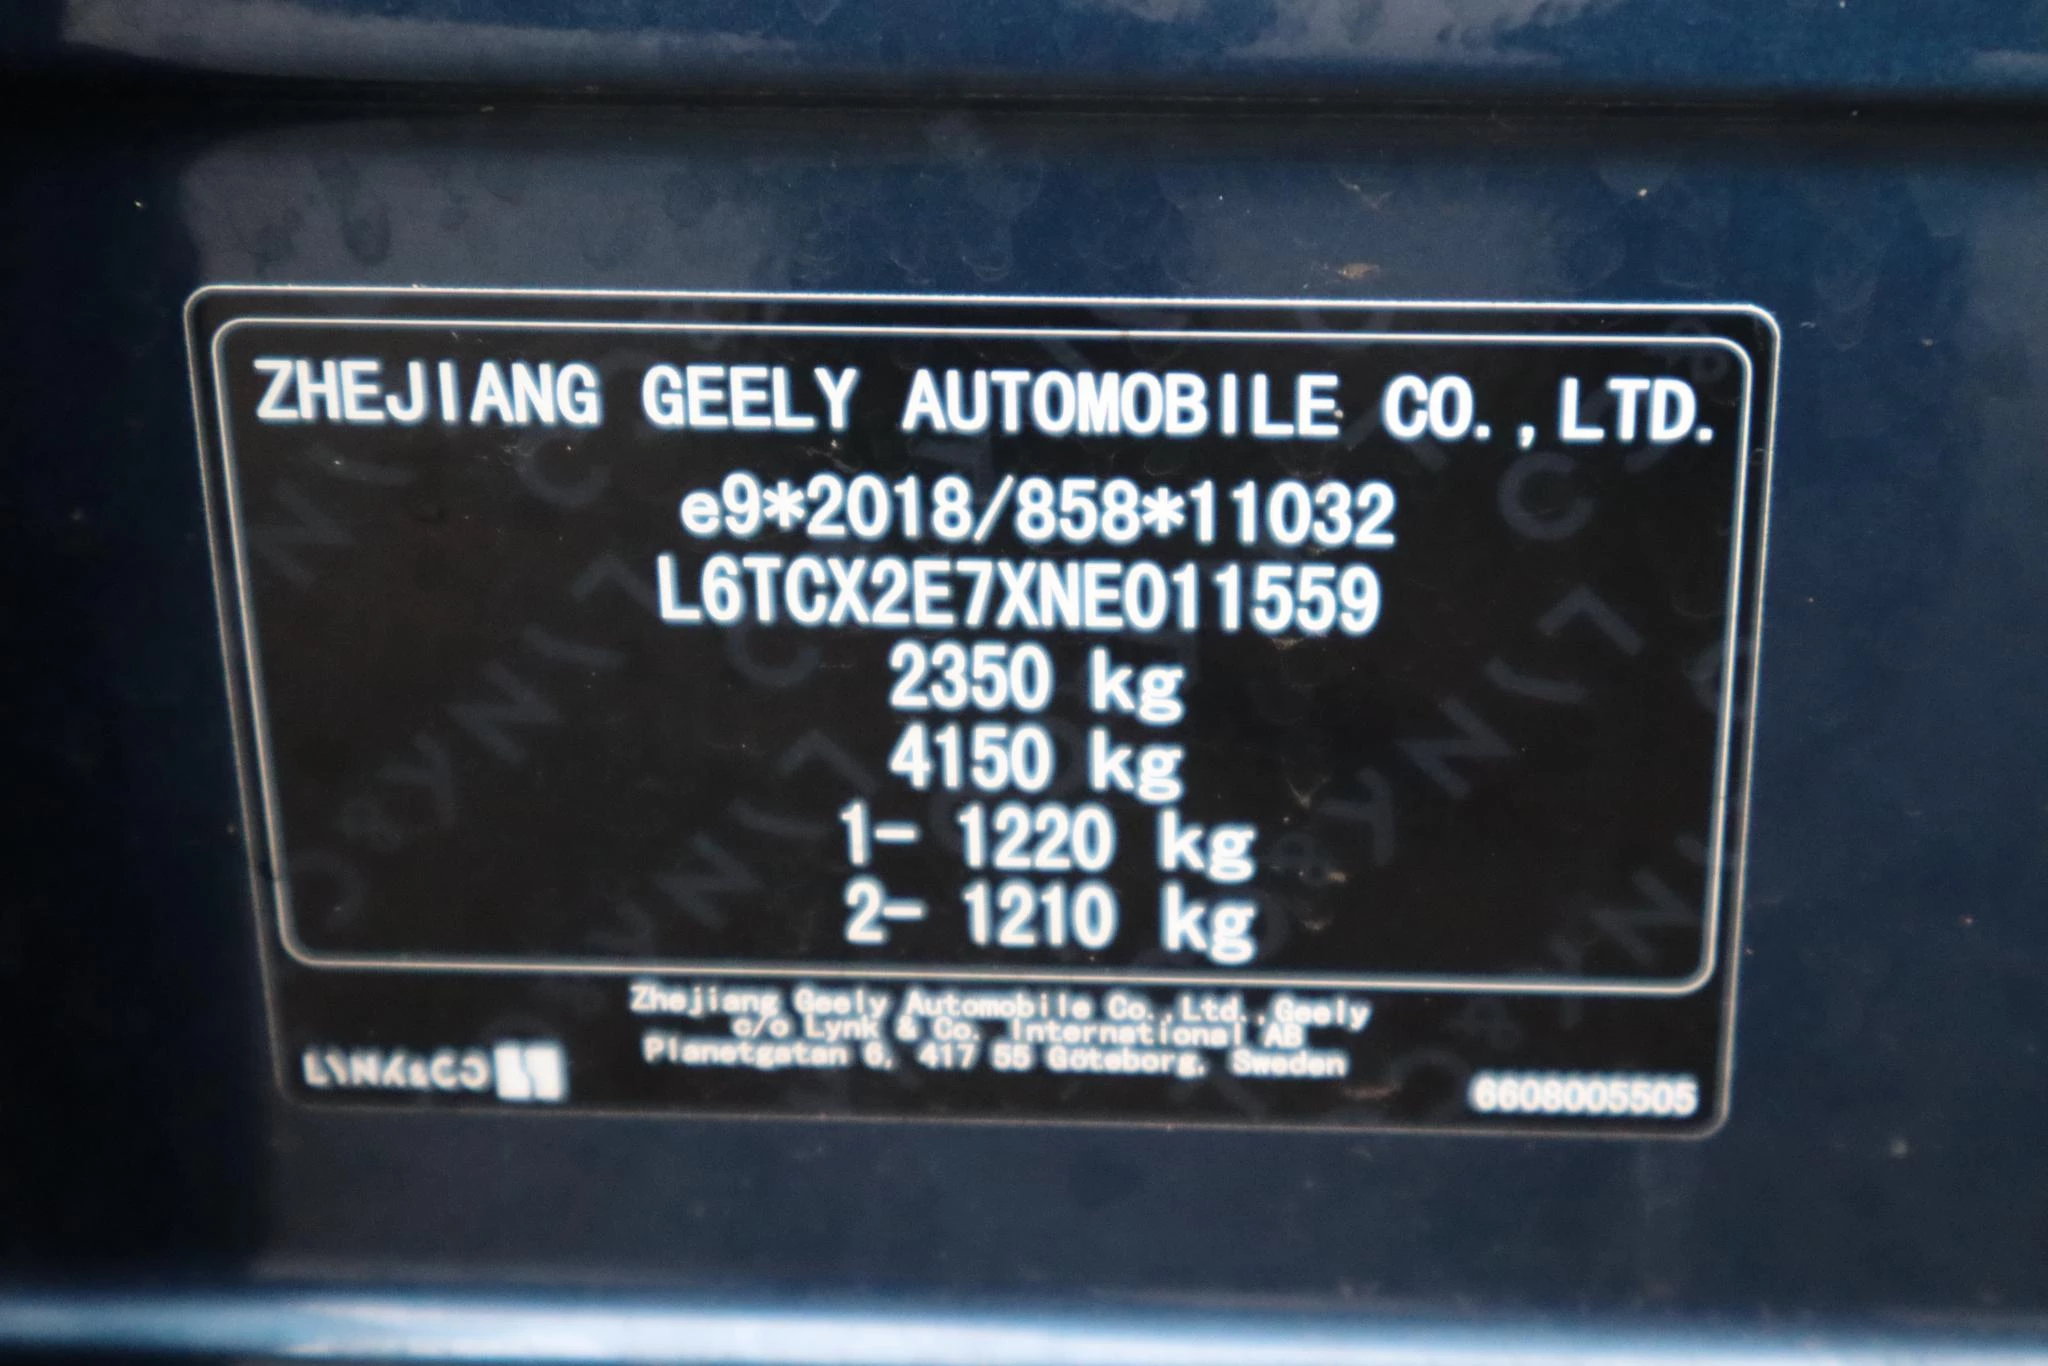 ZHEJIANG GEELY AUTOMOBILE CO.,LTD.
e9*2018/858*11032
L6TCX2E7XNE011559
2350 kg
4150 kg
1- 1220 kg
2- 1210 kg
Zhejiang Geely Automobile Co.,Ltd.,Geely
c/o Lynk & Co. International AB
Planetgatan 6, 417 55 Göteborg, Sweden
LYNK&CO
6608005505